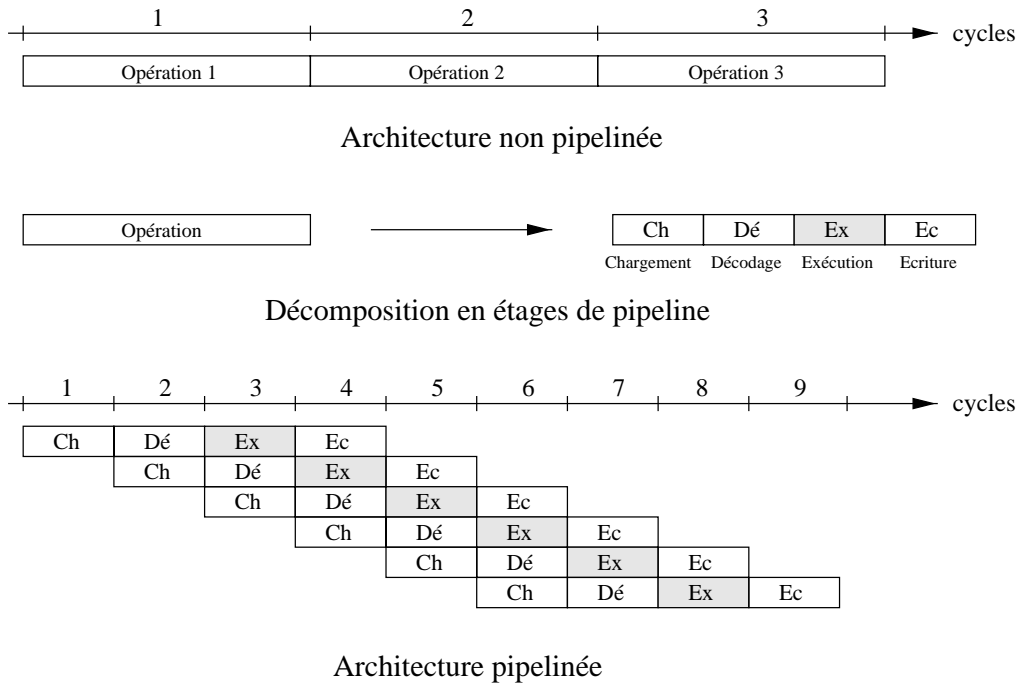 1 2 3 cycles
Opération 1 Opération 2 Opération 3
Architecture non pipelinée
Opération Ch Dé Ex Ec
Chargement Décodage Exécution Ecriture
Décomposition en étages de pipeline
1 2 3 4 5 6 7 8 9 cycles
Ch Dé Ex Ec
Ch Dé Ex Ec
Ch Dé Ex Ec
Ch Dé Ex Ec
Ch Dé Ex Ec
Ch Dé Ex Ec
Architecture pipelinée